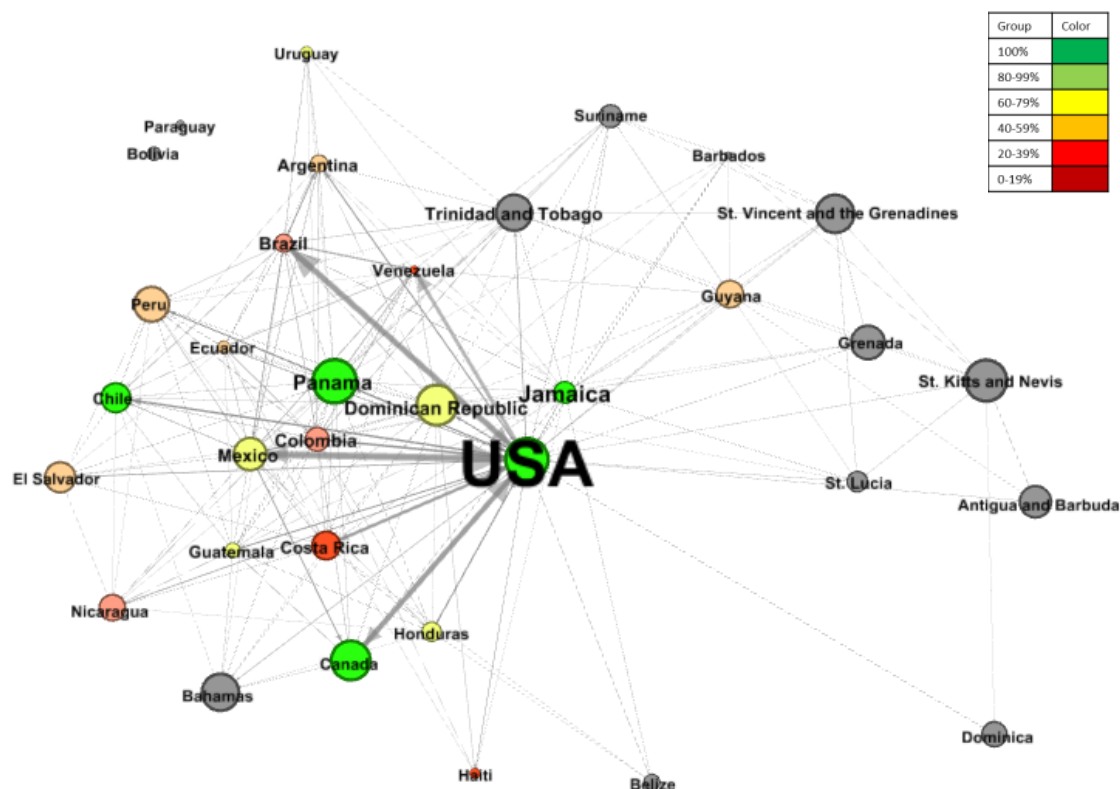 Group Color
100%
80-99%
60-79%
40-59%
20-39%
0-19%
Uruguay
Suriname
Paraguay
Bolivia
Argentina
Barbados
Trinidad and Tobago
St. Vincent and the Grenadines
Brazil
Venezuela
Peru
Guyana
Ecuador
Grenada
Panama
St. Kitts and Nevis
Chile
Jamaica
Dominican Republic
Colombia
Mexico
USA
El Salvador
St. Lucia
Antigua and Barbuda
Guatemala
Costa Rica
Nicaragua
Honduras
Canada
Bahamas
Dominica
Haiti
Belize